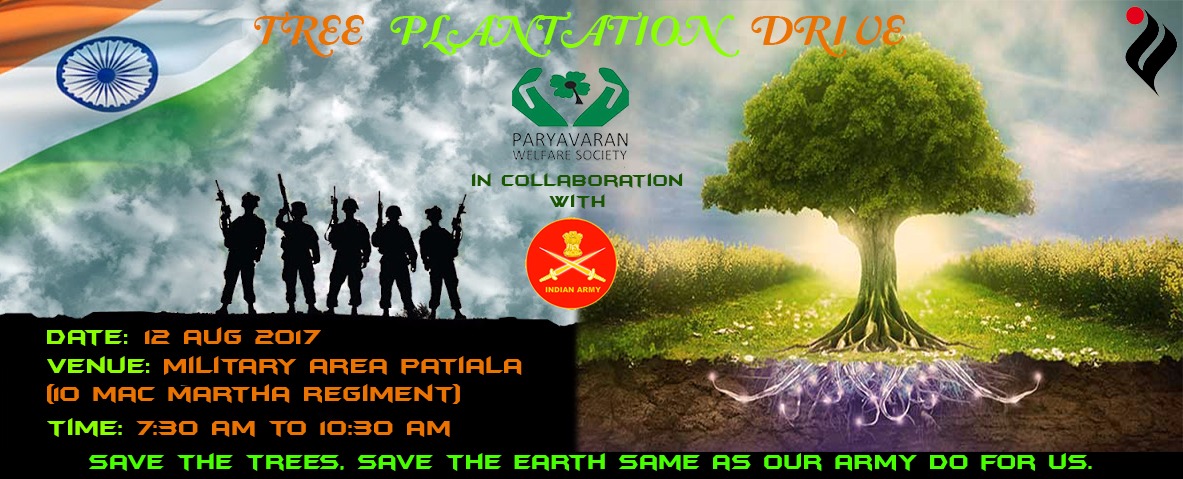 TREE PLANTATION DRIVE
PARYAVARAN
WELFARE SOCIETY
IN COLLABORATION
WITH
INDIAN ARMY
DATE: 12 AUG 2017
VENUE: MILITARY AREA PATIALA
(10 MAC MARTHA REGIMENT)
TIME: 7:30 AM TO 10:30 AM
SAVE THE TREES, SAVE THE EARTH SAME AS OUR ARMY DO FOR US.